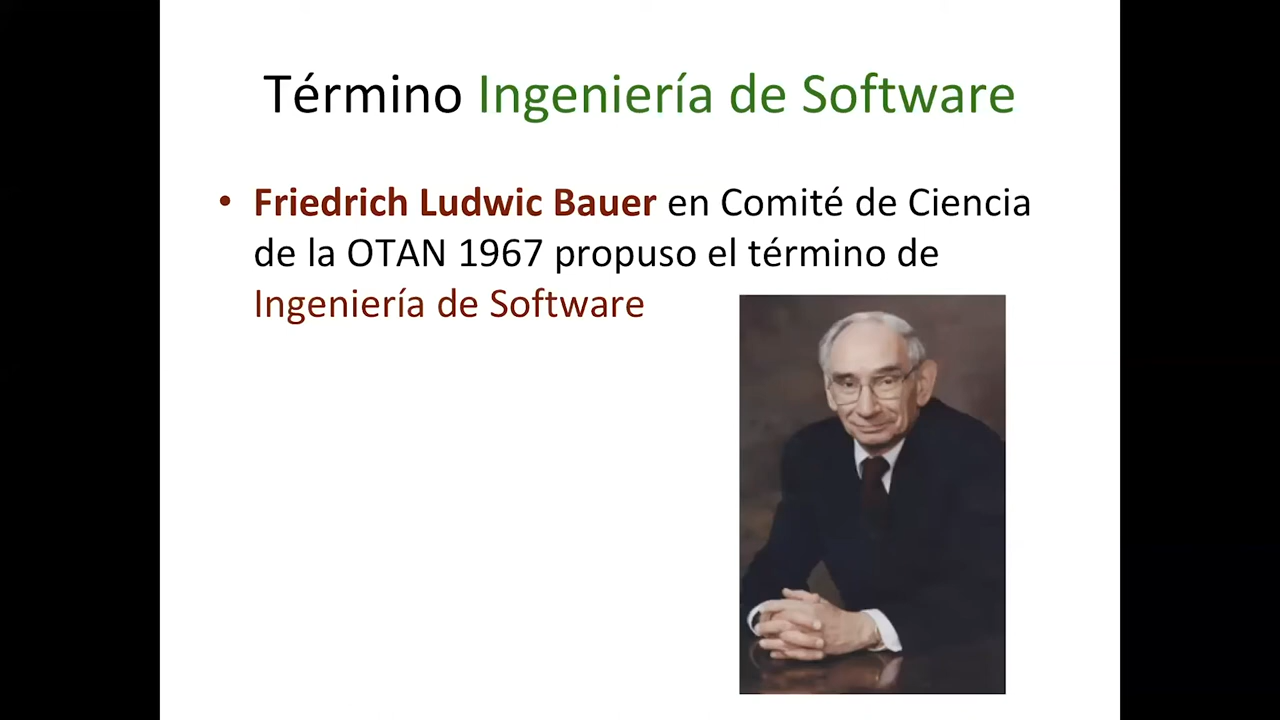 Término Ingeniería de Software
• Friedrich Ludwic Bauer en Comité de Ciencia
de la OTAN 1967 propuso el término de
Ingeniería de Software